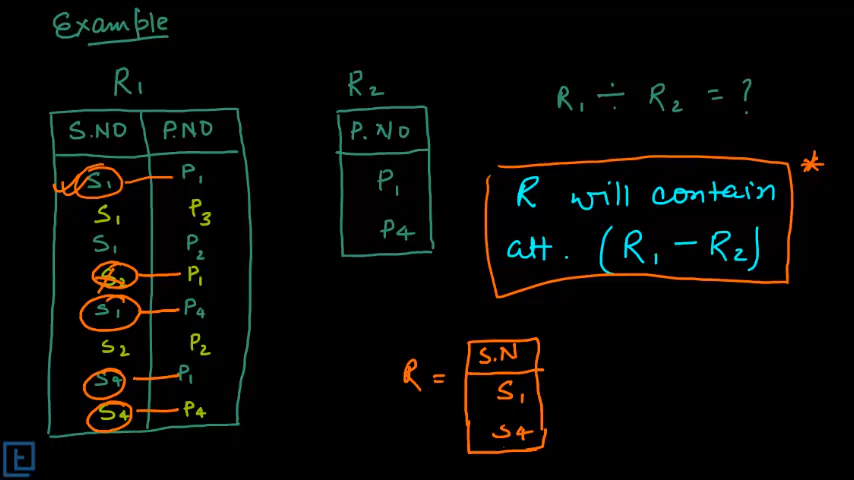 Example
R1
R2
R1 ÷ R2 = ?
S.NO P.NO
P.NO
S1 P1
S1 P3
S1 P2
S2 P1
S1 P4
S2 P2
S4 P1
S4 P4
P1
P4
*
R will contain
att. (R1 – R2)
R =
S.N
S1
S4